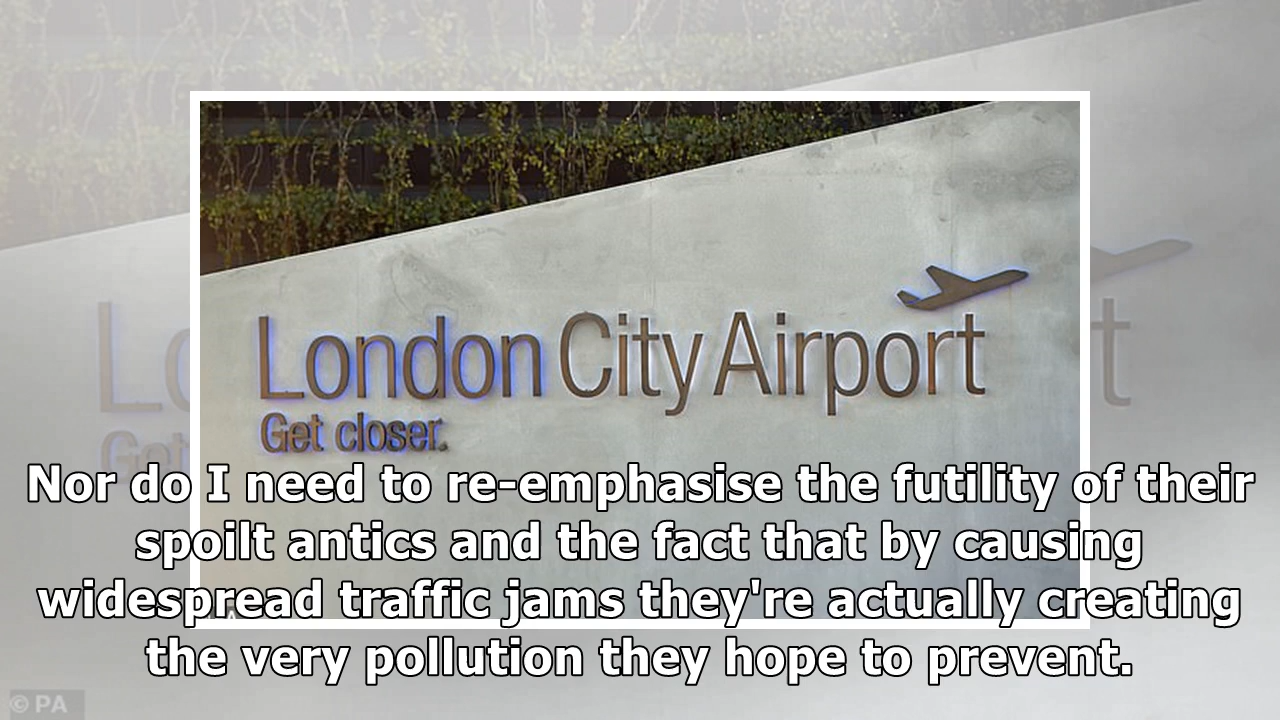 London City Airport
Get closer.
Nor do I need to re-emphasise the futility of their
spoilt antics and the fact that by causing
widespread traffic jams they're actually creating
the very pollution they hope to prevent.
© PA